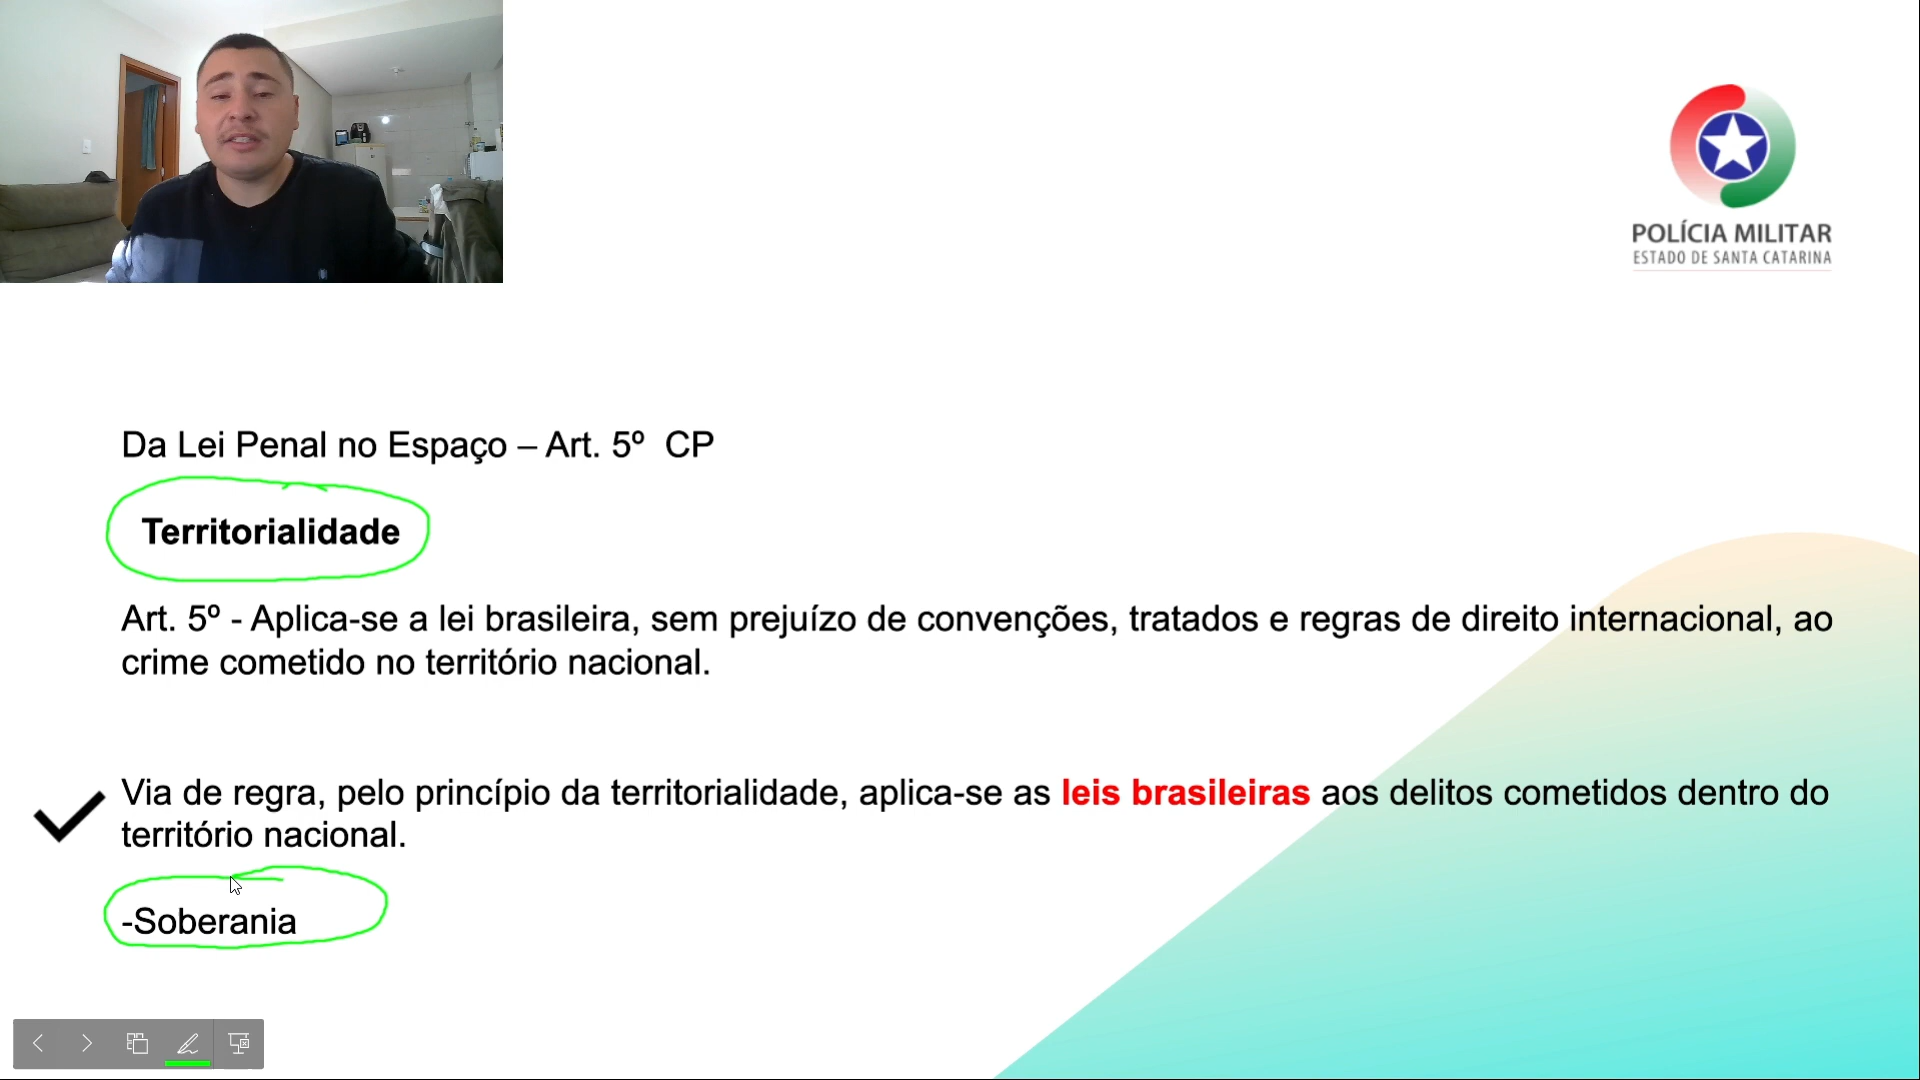 POLÍCIA MILITAR
ESTADO DE SANTA CATARINA
Da Lei Penal no Espaço – Art. 5º CP
Territorialidade
Art. 5º - Aplica-se a lei brasileira, sem prejuízo de convenções, tratados e regras de direito internacional, ao
crime cometido no território nacional.
Via de regra, pelo princípio da territorialidade, aplica-se as leis brasileiras aos delitos cometidos dentro do
território nacional.
-Soberania